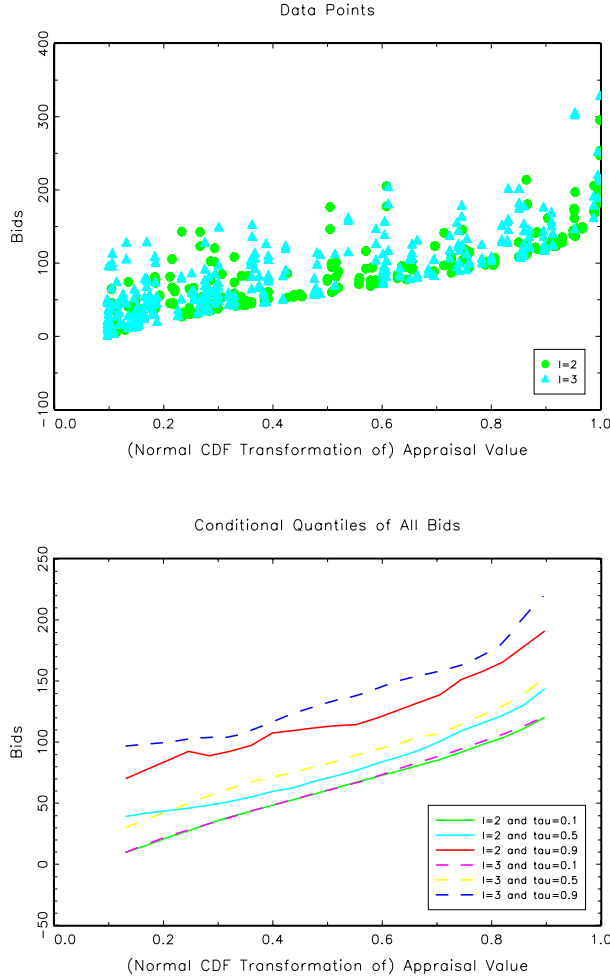 Data Points
400
300
200
100
0
-100
Bids
I=2
I=3
0.0 0.2 0.4 0.6 0.8 1.0
(Normal CDF Transformation of) Appraisal Value
Conditional Quantiles of All Bids
250
200
150
100
50
0
-50
Bids
I=2 and tau=0.1
I=2 and tau=0.5
I=2 and tau=0.9
I=3 and tau=0.1
I=3 and tau=0.5
I=3 and tau=0.9
0.0 0.2 0.4 0.6 0.8 1.0
(Normal CDF Transformation of) Appraisal Value